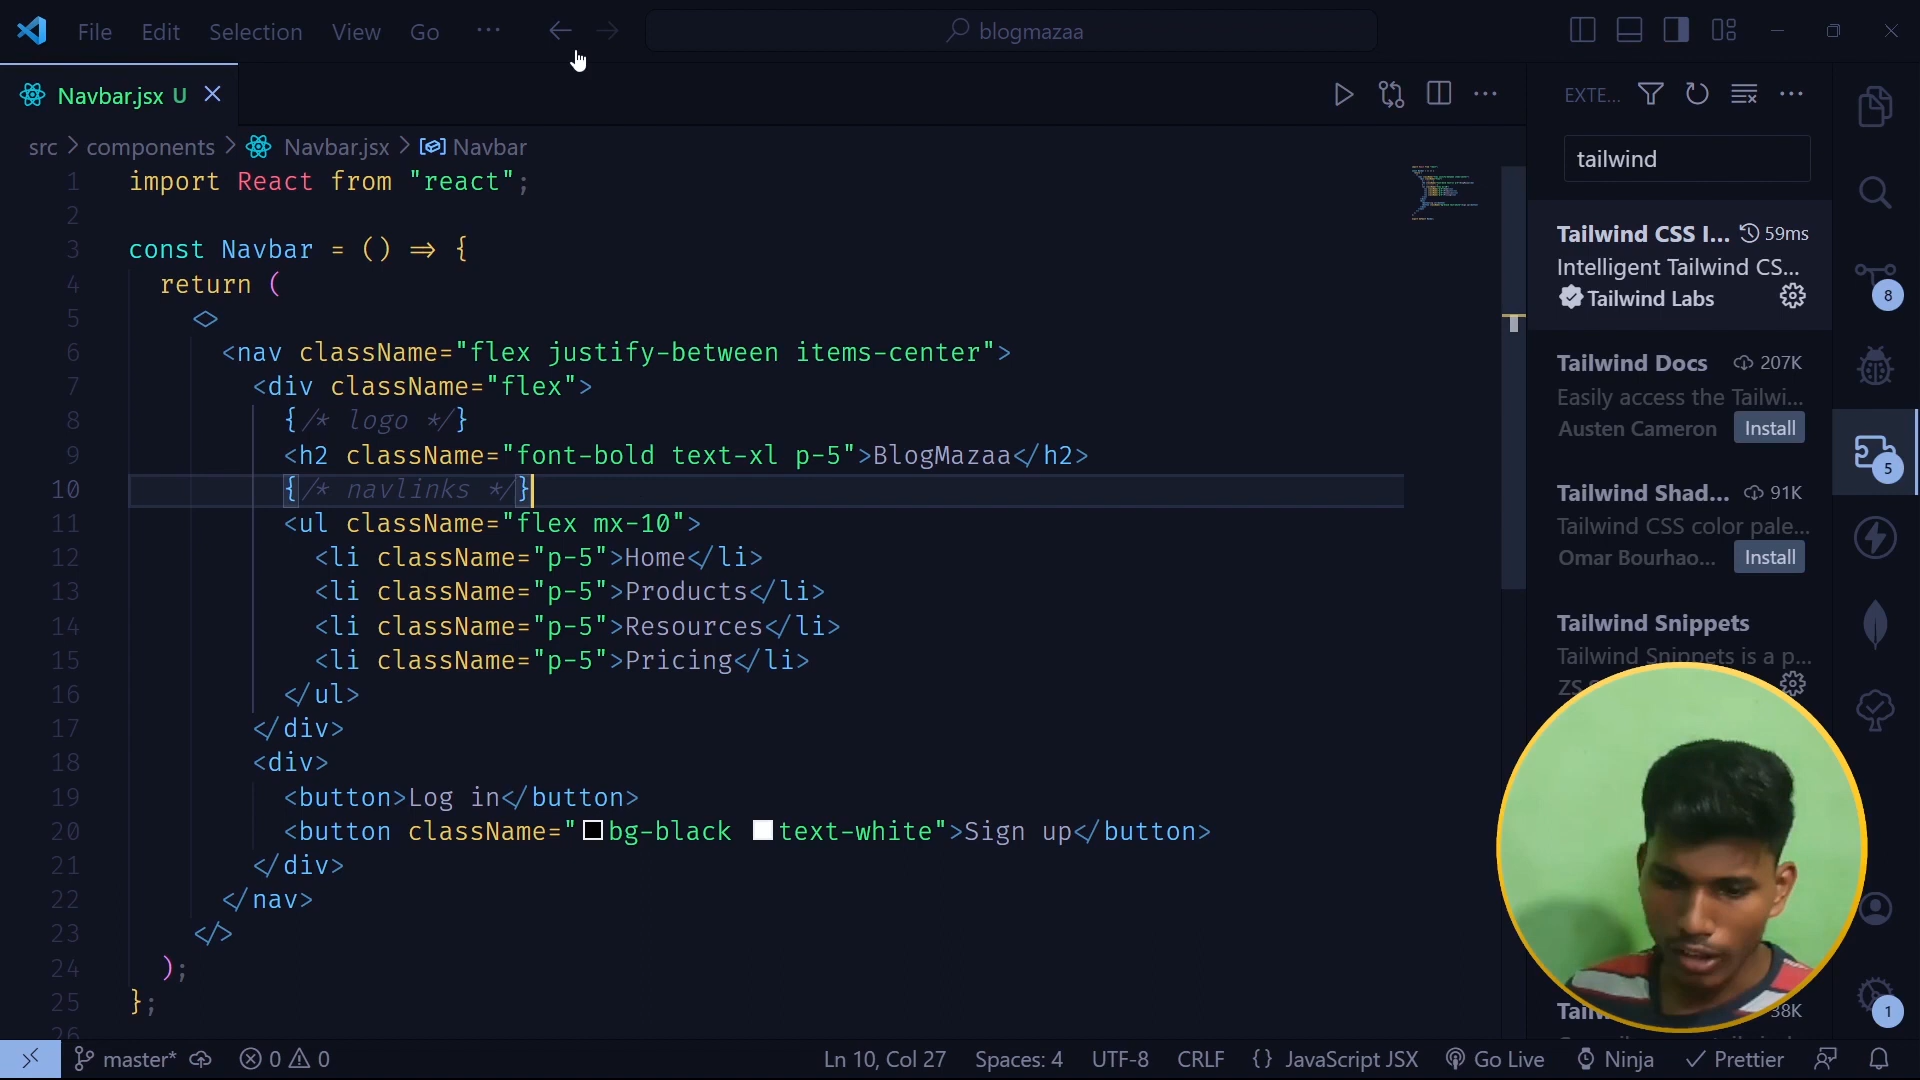 File Edit Selection View Go ··· blogmazaa
Navbar.jsx U
src > components > Navbar.jsx > Navbar
1 import React from "react";
2
3 const Navbar = () => {
4 return (
5 <>
6 <nav className="flex justify-between items-center">
7 <div className="flex">
8 {/* logo */}
9 <h2 className="font-bold text-xl p-5">BlogMazaa</h2>
10 {/* navlinks */}
11 <ul className="flex mx-10">
12 <li className="p-5">Home</li>
13 <li className="p-5">Products</li>
14 <li className="p-5">Resources</li>
15 <li className="p-5">Pricing</li>
16 </ul>
17 </div>
18 <div>
19 <button>Log in</button>
20 <button className="bg-black text-white">Sign up</button>
21 </div>
22 </nav>
23 </>
24 );
25 };
26
EXTE...
tailwind
Tailwind CSS I... 59ms
Intelligent Tailwind CS...
Tailwind Labs
Tailwind Docs 207K
Easily access the Tailwi...
Austen Cameron Install
Tailwind Shad... 91K
Tailwind CSS color pale...
Omar Bourhao... Install
Tailwind Snippets
Tailwind Snippets is a p...
ZS
38K
8
5
1
master* 0 0 Ln 10, Col 27 Spaces: 4 UTF-8 CRLF {} JavaScript JSX Go Live Ninja Prettier